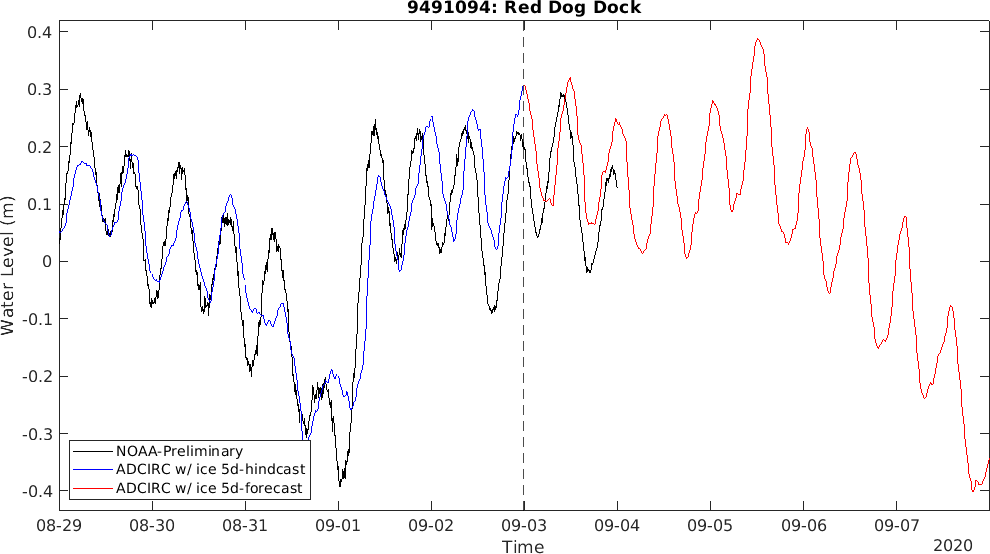 9491094: Red Dog Dock
0.4
0.3
0.2
0.1
0
-0.1
-0.2
-0.3
-0.4
Water Level (m)
NOAA-Preliminary
ADCIRC w/ ice 5d-hindcast
ADCIRC w/ ice 5d-forecast
08-29 08-30 08-31 09-01 09-02 09-03 09-04 09-05 09-06 09-07
Time
2020